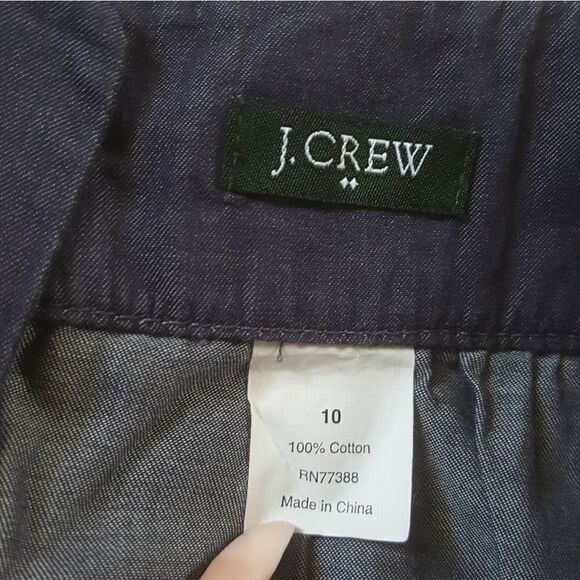 J. CREW
10
100% Cotton
RN77388
Made in China